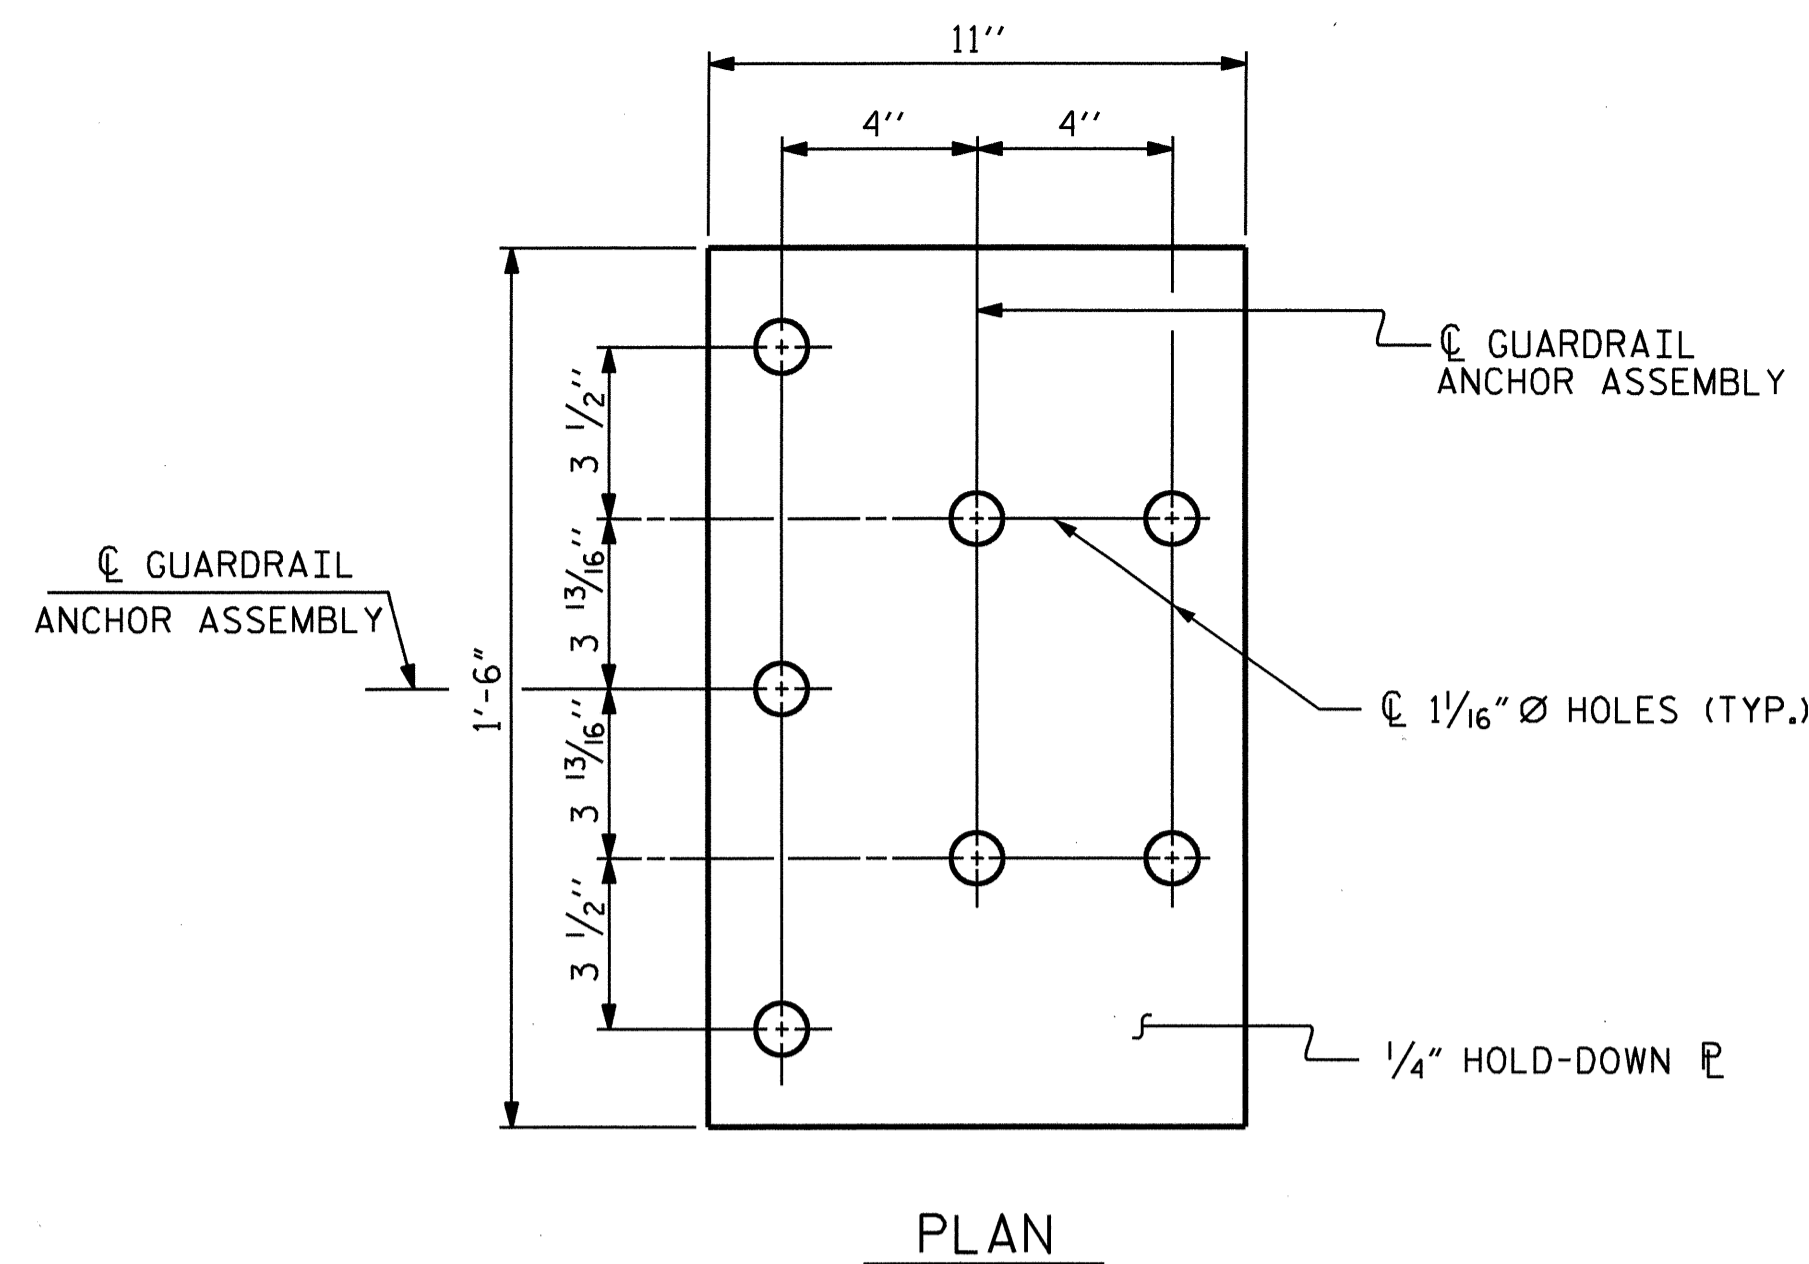 11''
4'' 4''
℄ GUARDRAIL
ANCHOR ASSEMBLY
3 1/2''
℄ GUARDRAIL
ANCHOR ASSEMBLY
3 13/16''
1'-6"
3 13/16''
℄ 1 1/16" Ø HOLES (TYP.)
3 1/2''
1/4" HOLD-DOWN ⅊
PLAN